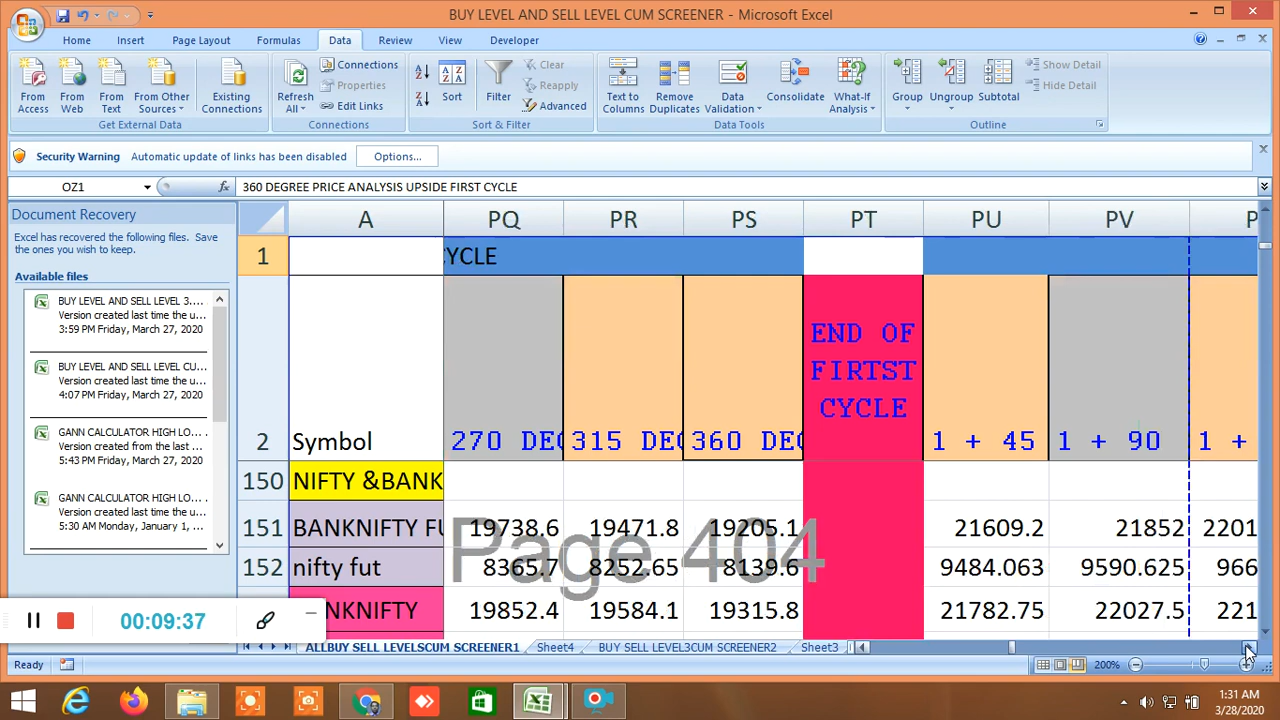 BUY LEVEL AND SELL LEVEL CUM SCREENER - Microsoft Excel
Home Insert Page Layout Formulas Data Review View Developer
From Access
From Web
From Text
From Other Sources
Existing Connections
Get External Data
Refresh All
Connections
Properties
Edit Links
Connections
Sort
Filter
Clear
Reapply
Advanced
Sort & Filter
Text to Columns
Remove Duplicates
Data Validation
Consolidate
What-If Analysis
Data Tools
Group
Ungroup
Subtotal
Show Detail
Hide Detail
Outline
Security Warning Automatic update of links has been disabled Options...
OZ1 fx 360 DEGREE PRICE ANALYSIS UPSIDE FIRST CYCLE
Document Recovery
Excel has recovered the following files. Save
the ones you wish to keep.
Available files
BUY LEVEL AND SELL LEVEL 3....
Version created last time the u...
3:59 PM Friday, March 27, 2020
BUY LEVEL AND SELL LEVEL CU...
Version created last time the u...
4:07 PM Friday, March 27, 2020
GANN CALCULATOR HIGH LO...
Version created from the last ...
5:43 PM Friday, March 27, 2020
GANN CALCULATOR HIGH LO...
Version created last time the u...
5:30 AM Monday, January 1, ...
A PQ PR PS PT PU PV P
1 CYCLE
END OF
FIRTST
CYCLE
2 Symbol 270 DEG 315 DEG 360 DEG 1 + 45 1 + 90 1 +
150 NIFTY &BANK
151 BANKNIFTY FU 19738.6 19471.8 19205.1 21609.2 21852 2201
152 nifty fut 8365.7 8252.65 8139.6 9484.063 9590.625 966
ANKNIFTY 19852.4 19584.1 19315.8 21782.75 22027.5 221
Page 404
00:09:37
ALLBUY SELL LEVELSCUM SCREENER1 Sheet4 BUY SELL LEVEL3CUM SCREENER2 Sheet3
Ready 200%
1:31 AM
3/28/2020